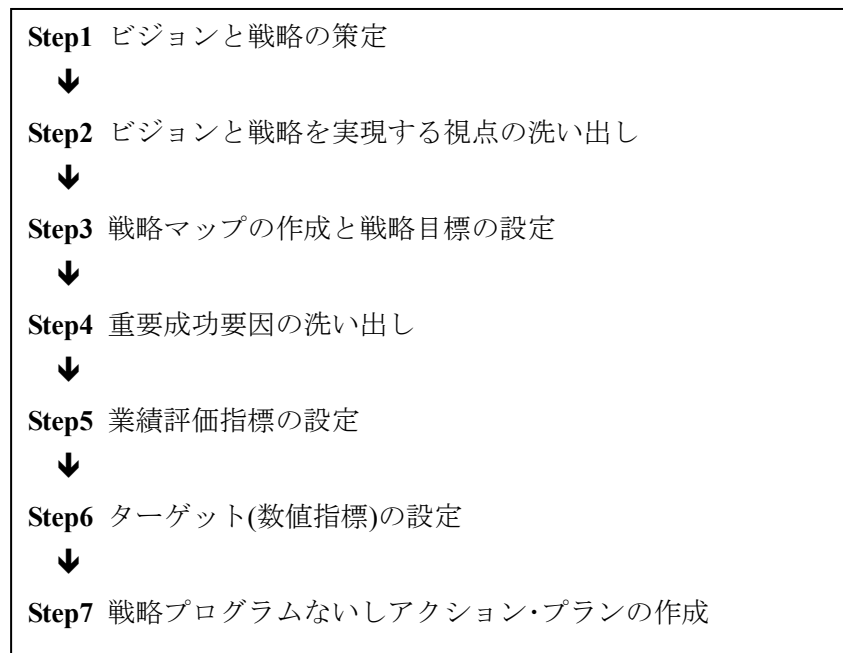 Step1 ビジョンと戦略の策定
↓
Step2 ビジョンと戦略を実現する視点の洗い出し
↓
Step3 戦略マップの作成と戦略目標の設定
↓
Step4 重要成功要因の洗い出し
↓
Step5 業績評価指標の設定
↓
Step6 ターゲット(数値指標)の設定
↓
Step7 戦略プログラムないしアクション・プランの作成